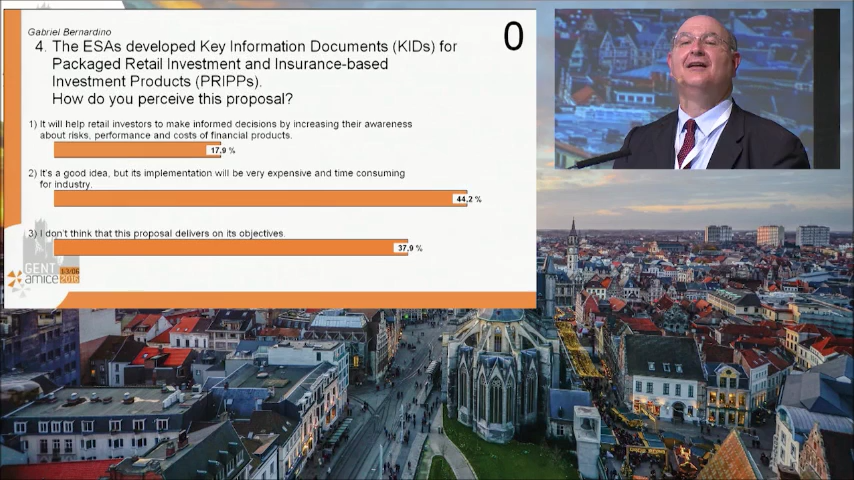 Gabriel Bernardino
0
4. The ESAs developed Key Information Documents (KIDs) for
Packaged Retail Investment and Insurance-based
Investment Products (PRIPPs).
How do you perceive this proposal?
1) It will help retail investors to make informed decisions by increasing their awareness
about risks, performance and costs of financial products.
17,9 %
2) It's a good idea, but its implementation will be very expensive and time consuming
for industry.
44,2 %
3) I don't think that this proposal delivers on its objectives.
37,9 %
GENT
1-3/06
amice
2016